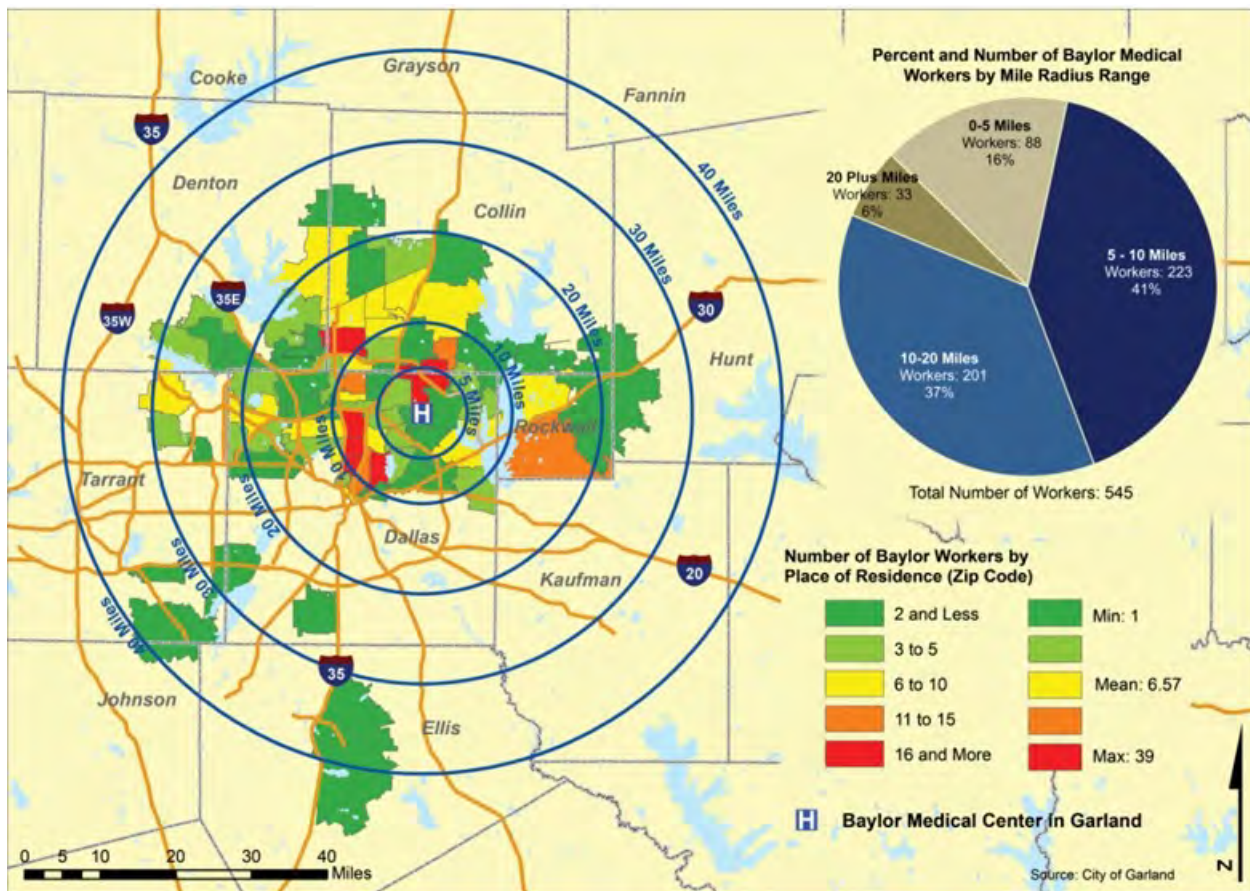 Percent and Number of Baylor Medical
Workers by Mile Radius Range
0-5 Miles
Workers: 88
16%
20 Plus Miles
Workers: 33
6%
5 - 10 Miles
Workers: 223
41%
10-20 Miles
Workers: 201
37%
Total Number of Workers: 545
Cooke
Grayson
Fannin
35
Denton
Collin
40 Miles
30 Miles
20 Miles
10 Miles
5 Miles
35E
35W
30
Hunt
H
Rockwall
Tarrant
10 Miles
20 Miles
30 Miles
40 Miles
Dallas
Kaufman
20
35
Johnson
Ellis
Number of Baylor Workers by
Place of Residence (Zip Code)
2 and Less
Min: 1
3 to 5
6 to 10
Mean: 6.57
11 to 15
16 and More
Max: 39
H Baylor Medical Center in Garland
0 5 10 20 30 40
Miles
Source: City of Garland
N